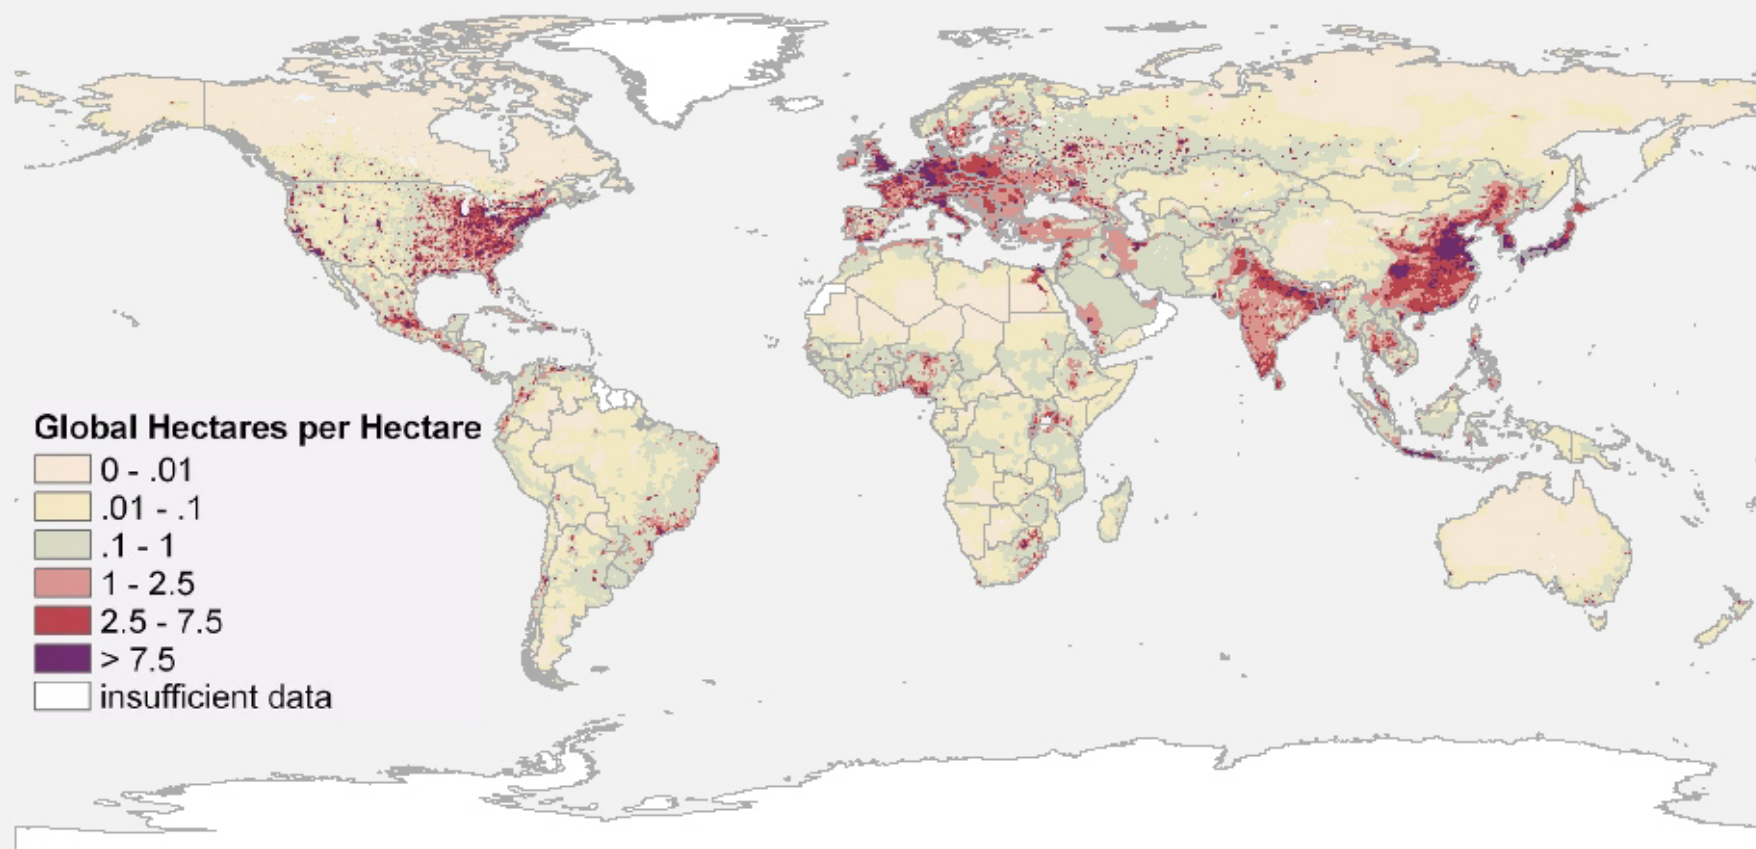 Global Hectares per Hectare
0 - .01
.01 - .1
.1 - 1
1 - 2.5
2.5 - 7.5
> 7.5
insufficient data